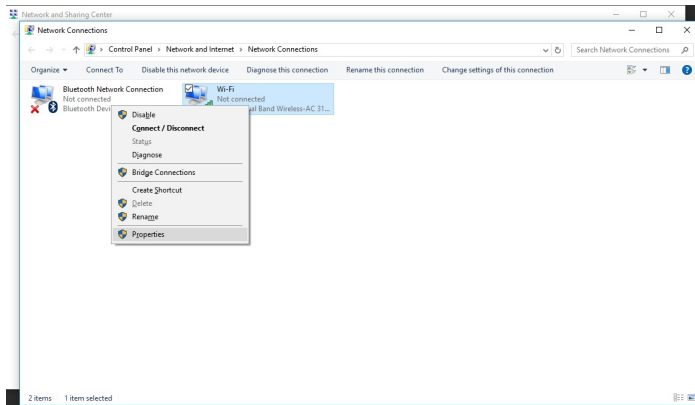 Network and Sharing Center
Network Connections
Control Panel > Network and Internet > Network Connections
Search Network Connections
Organize
Connect To
Disable this network device
Diagnose this connection
Rename this connection
Change settings of this connection
Bluetooth Network Connection
Not connected
Bluetooth Devi
Wi-Fi
Not connected
al Band Wireless-AC 31...
Disable
Connect / Disconnect
Status
Diagnose
Bridge Connections
Create Shortcut
Delete
Rename
Properties
2 items 1 item selected